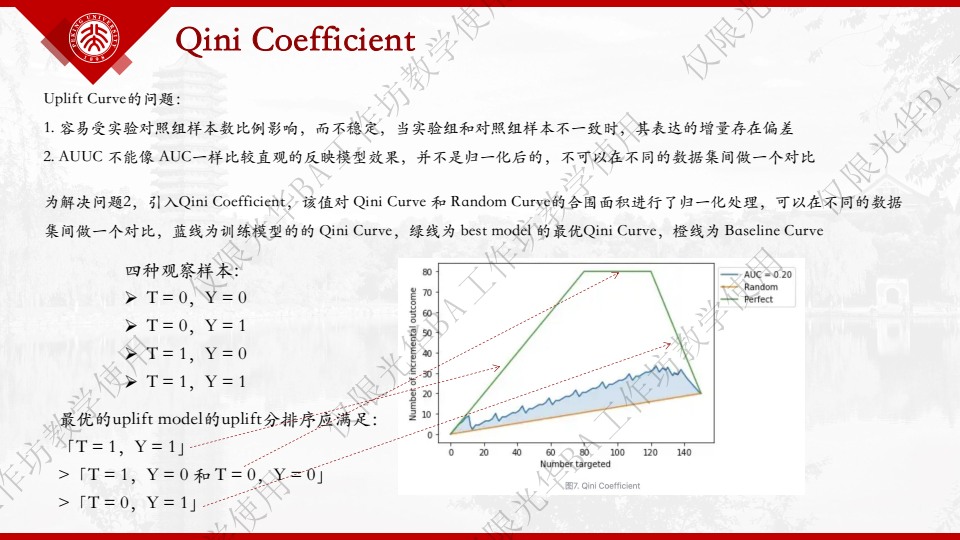 PEKING UNIVERSITY
1898
Qini Coefficient
Uplift Curve的问题：
1. 容易受实验对照组样本数比例影响，而不稳定，当实验组和对照组样本不一致时，其表达的增量存在偏差
2. AUUC 不能像 AUC一样比较直观的反映模型效果，并不是归一化后的，不可以在不同的数据集间做一个对比
为解决问题2，引入Qini Coefficient，该值对 Qini Curve 和 Random Curve的合围面积进行了归一化处理，可以在不同的数据
集间做一个对比，蓝线为训练模型的的 Qini Curve，绿线为 best model 的最优Qini Curve，橙线为 Baseline Curve
四种观察样本：
➢ T = 0，Y = 0
➢ T = 0，Y = 1
➢ T = 1，Y = 0
➢ T = 1，Y = 1
最优的uplift model的uplift分排序应满足：
「T = 1，Y = 1」
>「T = 1，Y = 0 和 T = 0，Y = 0」
>「T = 0，Y = 1」
Number of incremental outcome
80
70
60
50
40
30
20
10
0
0 20 40 60 80 100 120 140
Number targeted
AUC = 0.20
Random
Perfect
图7. Qini Coefficient
仅限光华BA工作坊教学使用